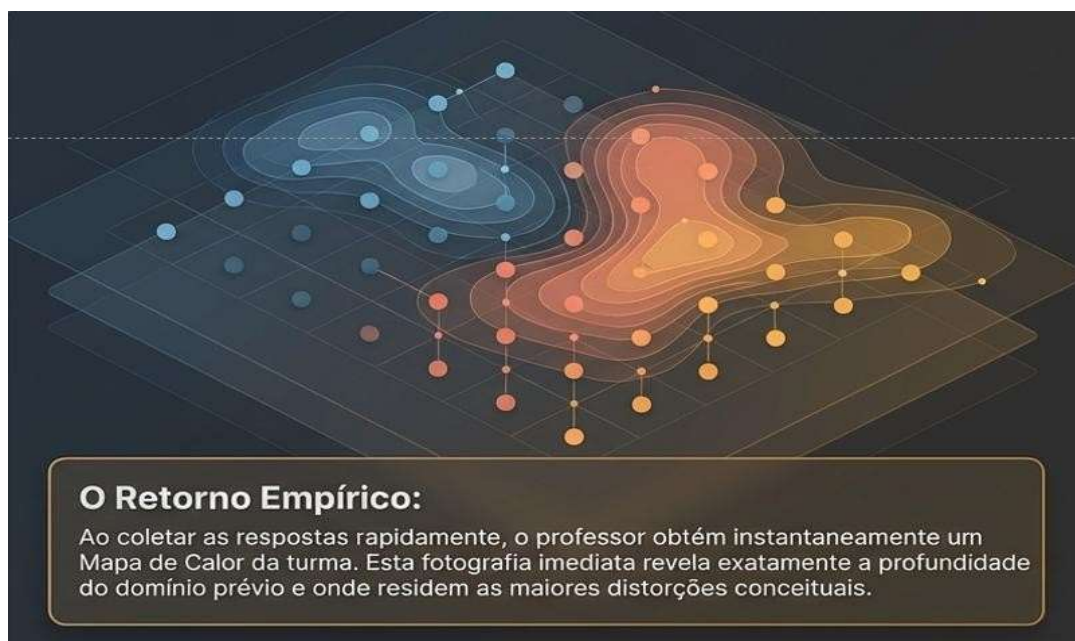 O Retorno Empírico:
Ao coletar as respostas rapidamente, o professor obtém instantaneamente um
Mapa de Calor da turma. Esta fotografia imediata revela exatamente a profundidade
do domínio prévio e onde residem as maiores distorções conceituais.